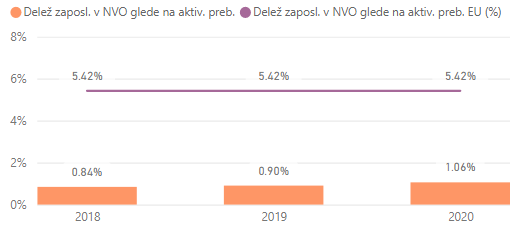 Delež zaposl. v NVO glede na aktiv. preb. Delež zaposl. v NVO glede na aktiv. preb. EU (%)
8%
5.42% 5.42% 5.42%
6%
4%
2%
0.84% 0.90% 1.06%
0%
2018 2019 2020